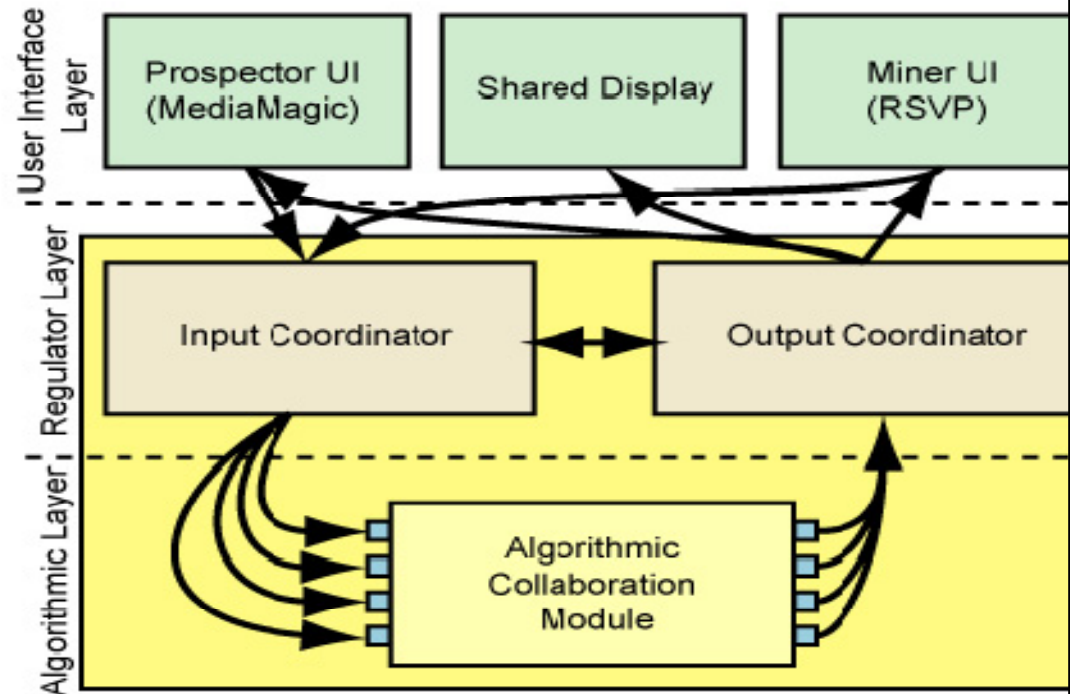 User Interface
Layer
Prospector UI
(MediaMagic)
Shared Display
Miner UI
(RSVP)
Regulator Layer
Input Coordinator
Output Coordinator
Algorithmic Layer
Algorithmic
Collaboration
Module